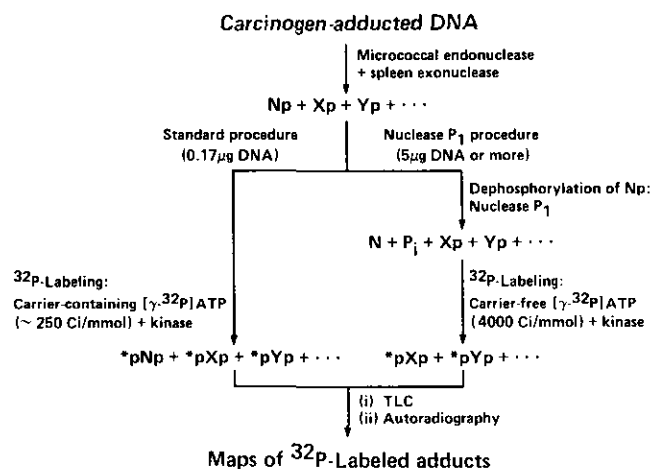 Carcinogen-adducted DNA
Micrococcal endonuclease
+ spleen exonuclease
Np + Xp + Yp + · · ·
Standard procedure
(0.17µg DNA)
Nuclease P1 procedure
(5µg DNA or more)
Dephosphorylation of Np:
Nuclease P1
N + Pi + Xp + Yp + · · ·
32P-Labeling:
Carrier-containing [γ-32P]ATP
(~ 250 Ci/mmol) + kinase
32P-Labeling:
Carrier-free [γ-32P]ATP
(4000 Ci/mmol) + kinase
*pNp + *pXp + *pYp + · · ·
*pXp + *pYp + · · ·
(i) TLC
(ii) Autoradiography
Maps of 32P-Labeled adducts